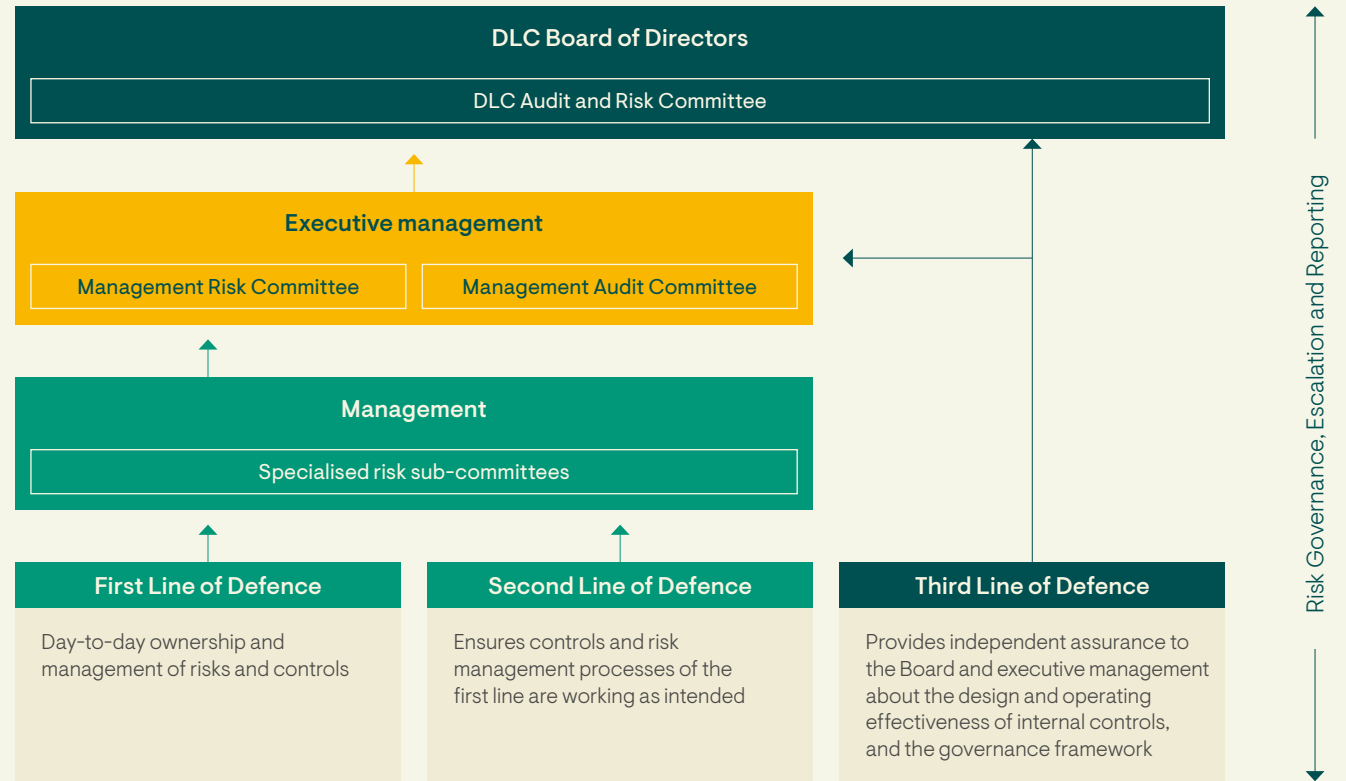 DLC Board of Directors
DLC Audit and Risk Committee
Executive management
Management Risk Committee
Management Audit Committee
Management
Specialised risk sub-committees
First Line of Defence
Day-to-day ownership and
management of risks and controls
Second Line of Defence
Ensures controls and risk
management processes of the
first line are working as intended
Third Line of Defence
Provides independent assurance to
the Board and executive management
about the design and operating
effectiveness of internal controls,
and the governance framework
Risk Governance, Escalation and Reporting